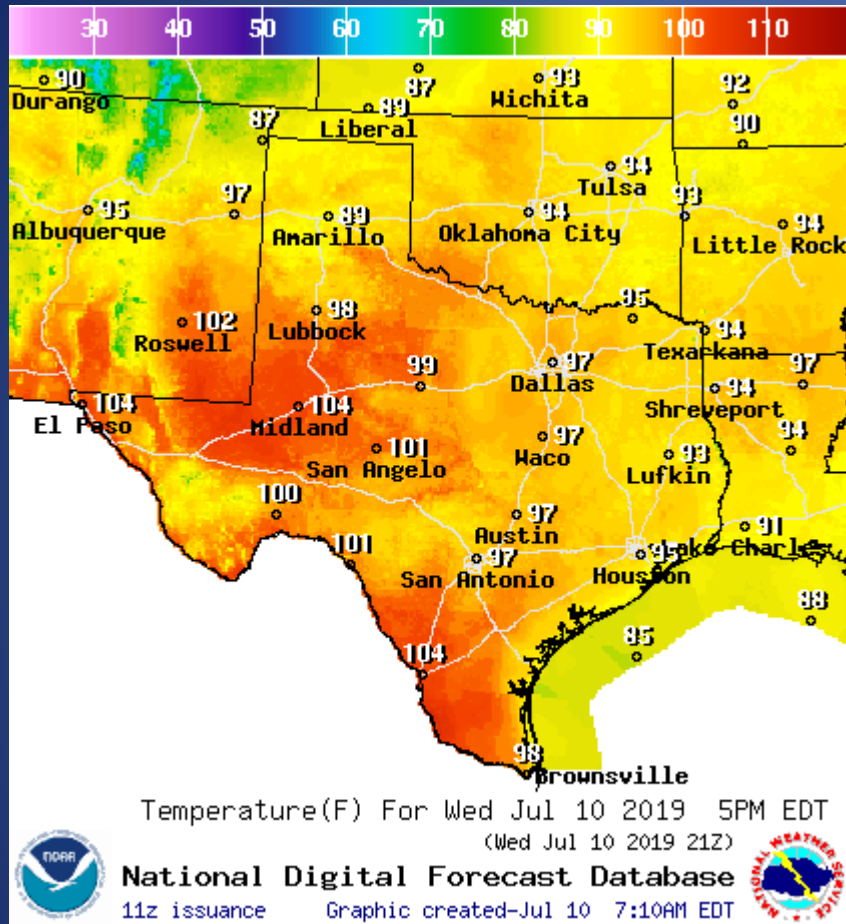 30 40 50 60 70 80 90 100 110
90
Durango
87
93
Wichita
92
89
Liberal
87
90
94
Tulsa
95
Albuquerque
97
89
Amarillo
94
Oklahoma City
93
94
Little Rock
102
Roswell
98
Lubbock
95
94
Texarkana
99
97
Dallas
94
Shreveport
97
104
El Paso
104
Midland
101
San Angelo
97
Waco
93
Lufkin
94
100
97
Austin
91
Lake Charles
101
97
San Antonio
95
Houston
88
85
104
98
Brownsville
Temperature(F) For Wed Jul 10 2019 5PM EDT
(Wed Jul 10 2019 21Z)
National Digital Forecast Database
11z issuance Graphic created-Jul 10 7:10AM EDT
NOAA
NATIONAL WEATHER SERVICE